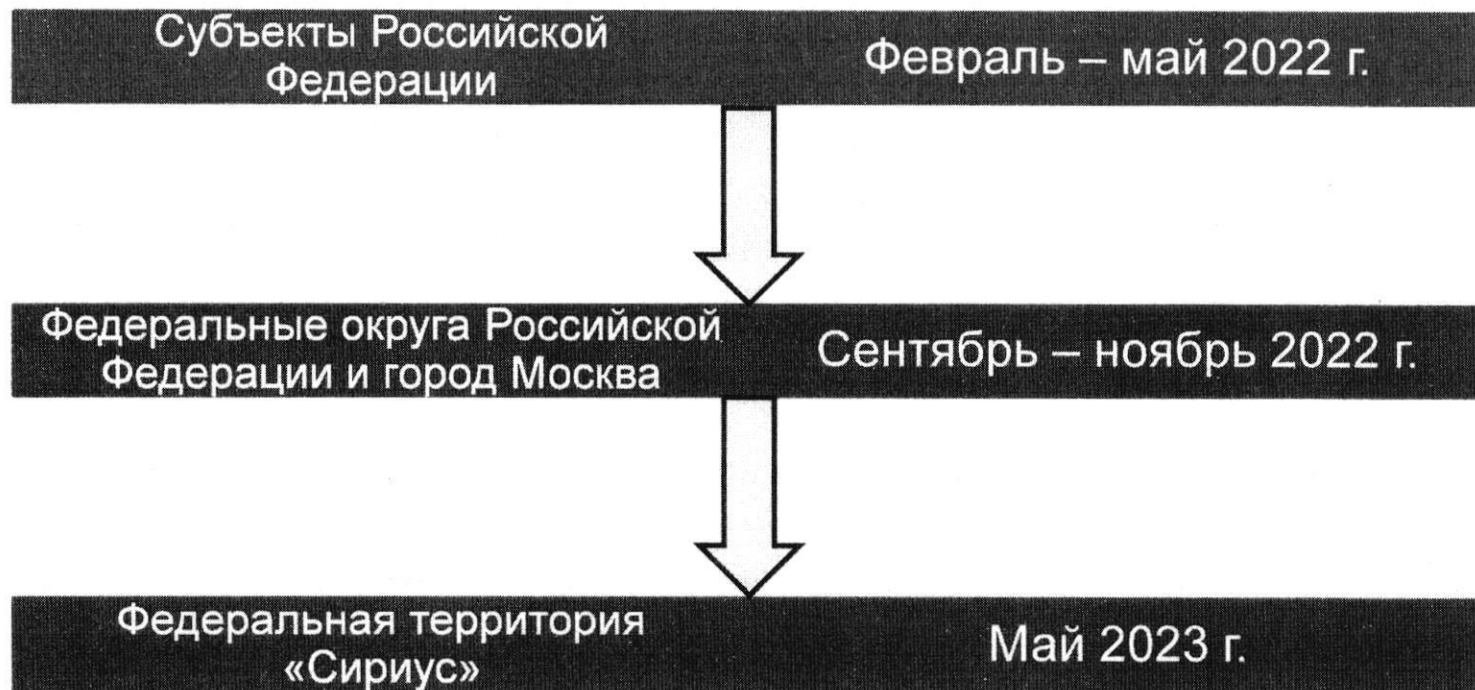 Субъекты Российской
Федерации
Февраль – май 2022 г.
Федеральные округа Российской
Федерации и город Москва
Сентябрь – ноябрь 2022 г.
Федеральная территория
«Сириус»
Май 2023 г.